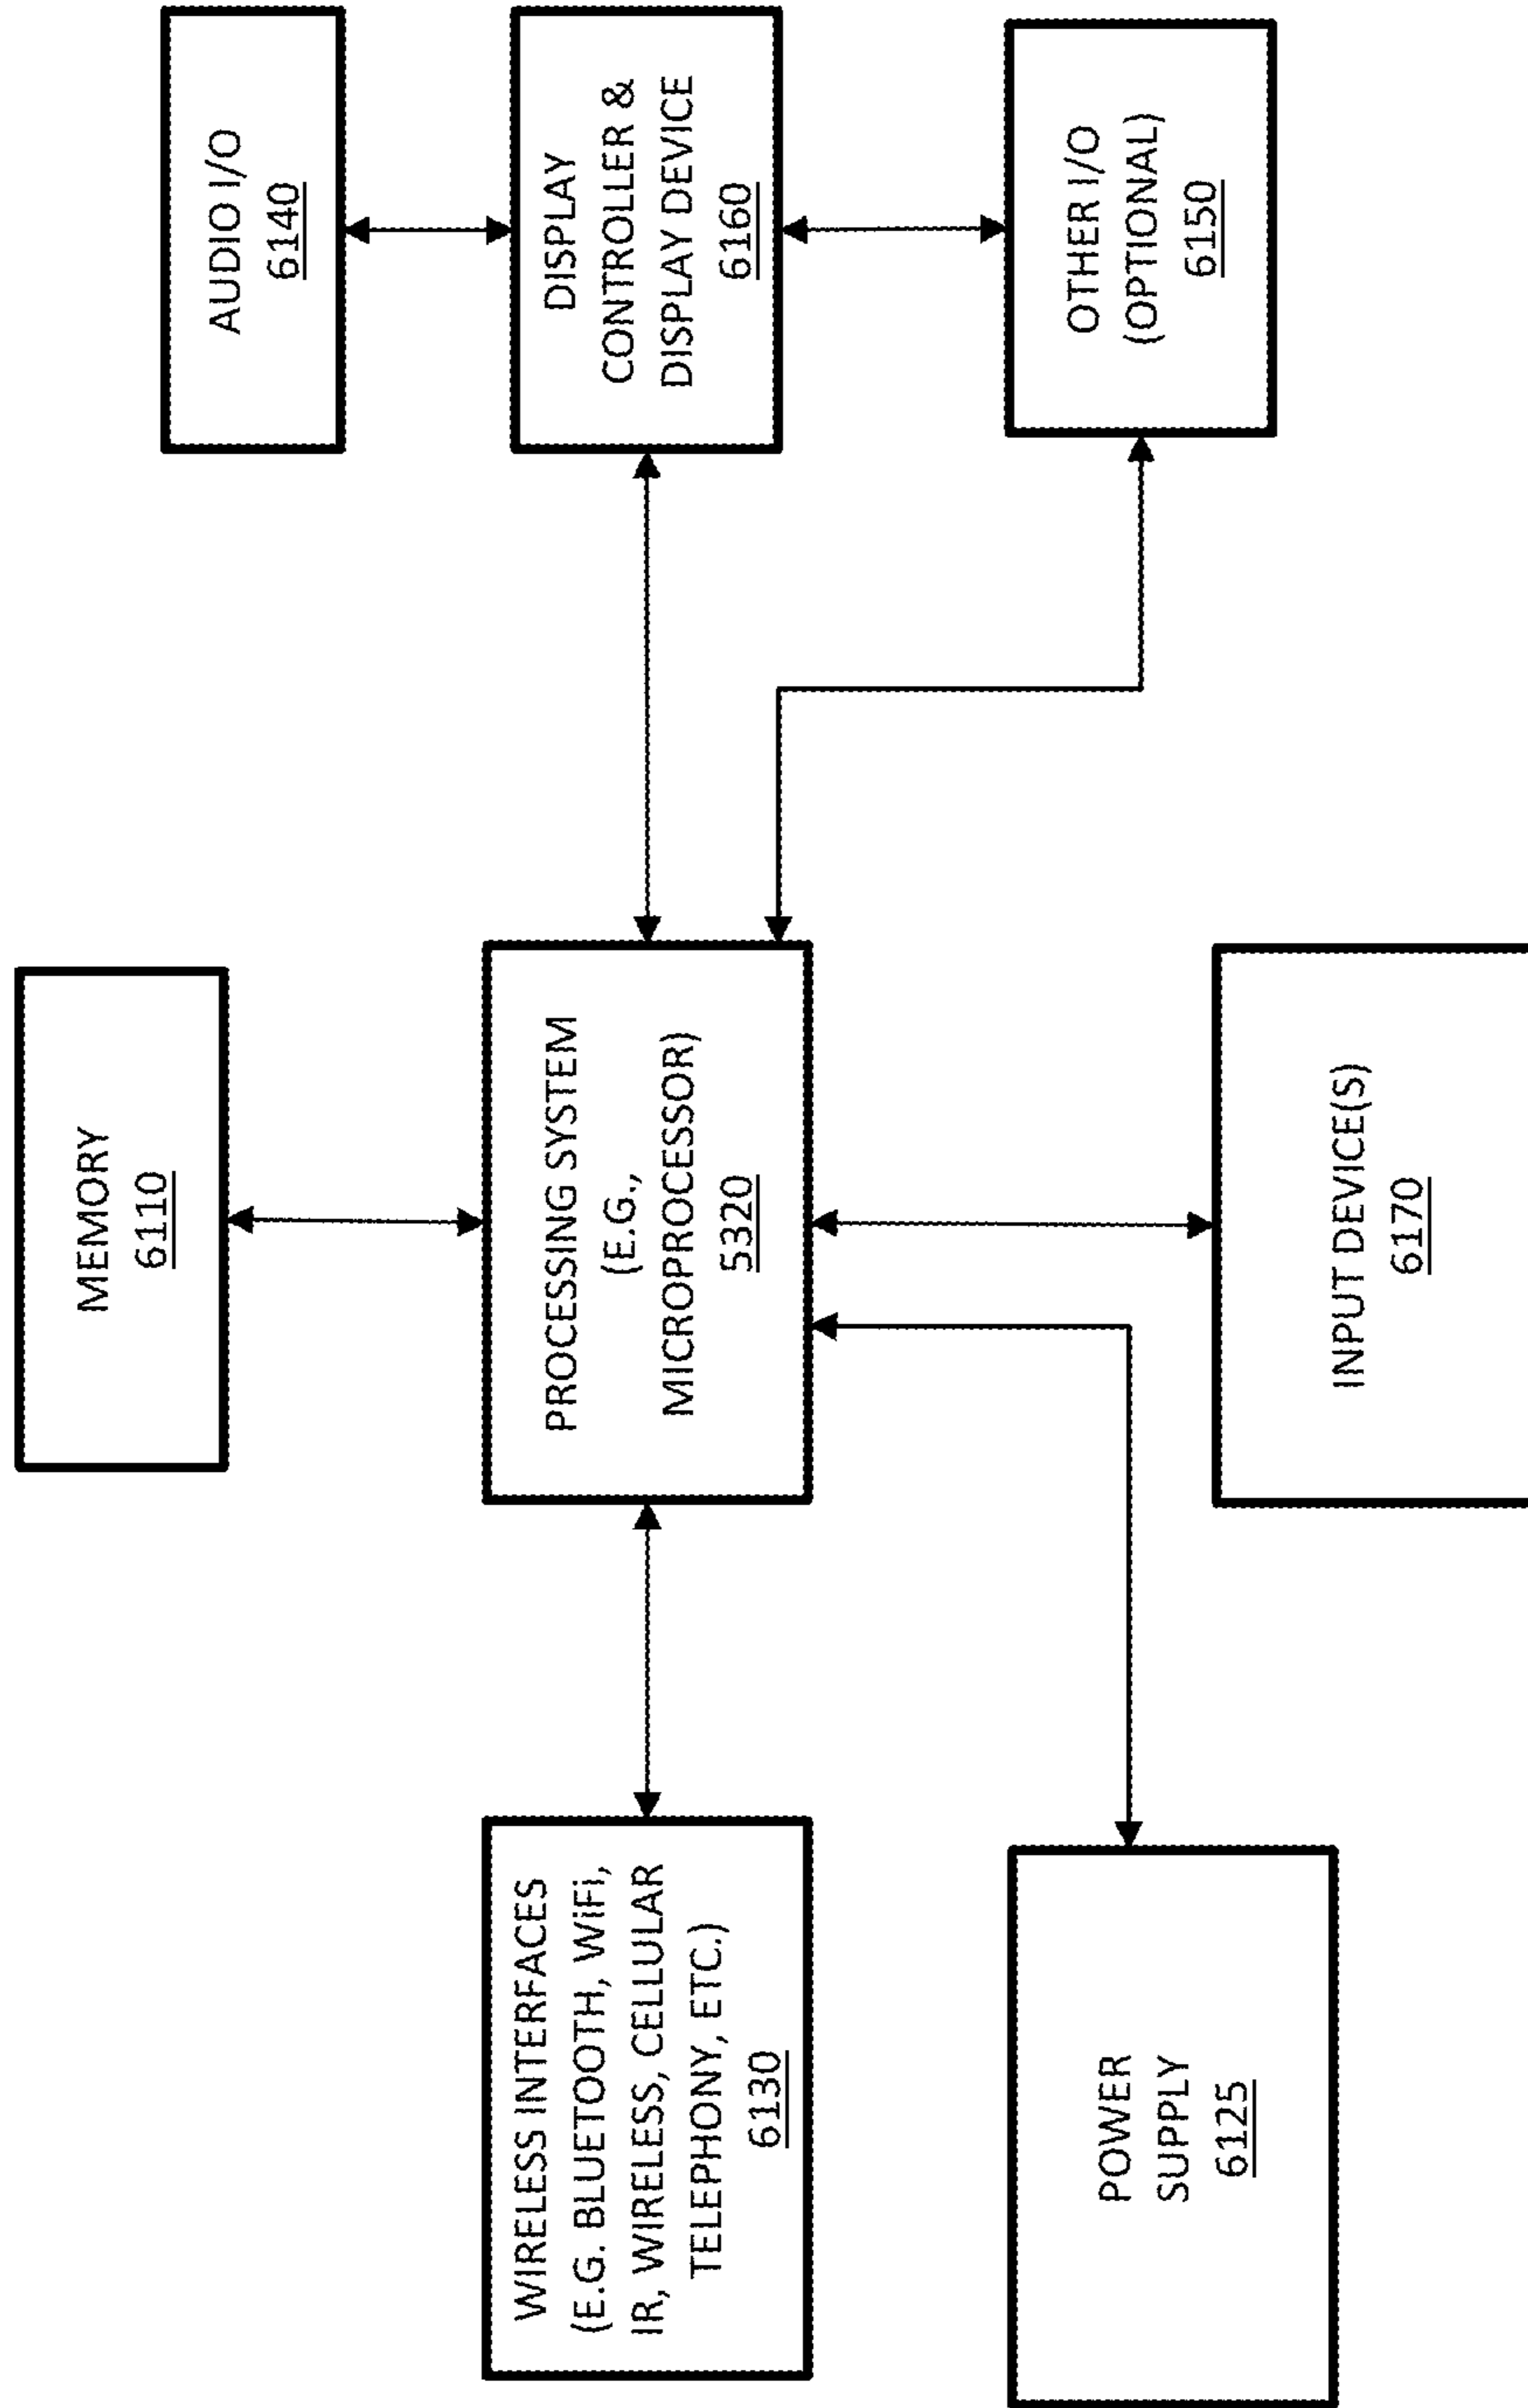 MEMORY
6110
AUDIO I/O
6140
WIRELESS INTERFACES
(E.G. BLUETOOTH, WiFi,
IR, WIRELESS, CELLULAR
TELEPHONY, ETC.)
6130
PROCESSING SYSTEM
(E.G.,
MICROPROCESSOR)
5320
DISPLAY
CONTROLLER &
DISPLAY DEVICE
6160
POWER
SUPPLY
6125
INPUT DEVICE(S)
6170
OTHER I/O
(OPTIONAL)
6150